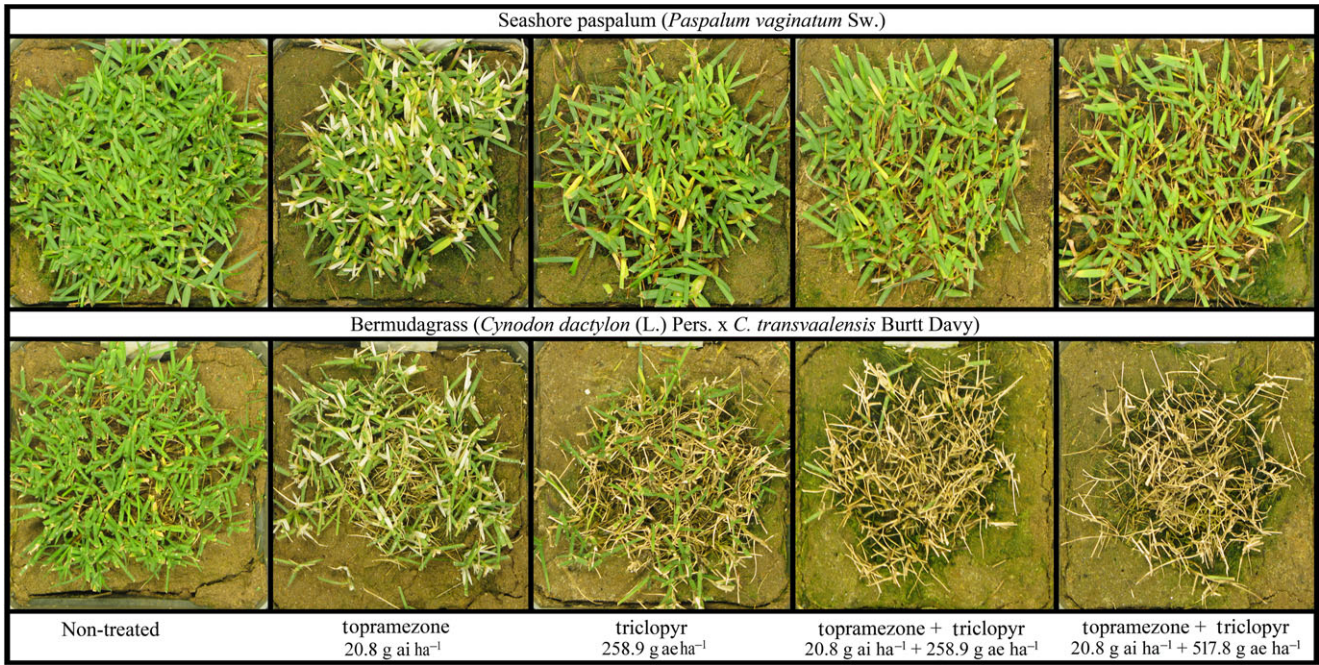 Seashore paspalum (Paspalum vaginatum Sw.)
Bermudagrass (Cynodon dactylon (L.) Pers. x C. transvaalensis Burtt Davy)
Non-treated
topramezone
20.8 g ai ha⁻¹
triclopyr
258.9 g aeha⁻¹
topramezone + triclopyr
20.8 g ai ha⁻¹ + 258.9 g ae ha⁻¹
topramezone + triclopyr
20.8 g ai ha⁻¹ + 517.8 g ae ha⁻¹